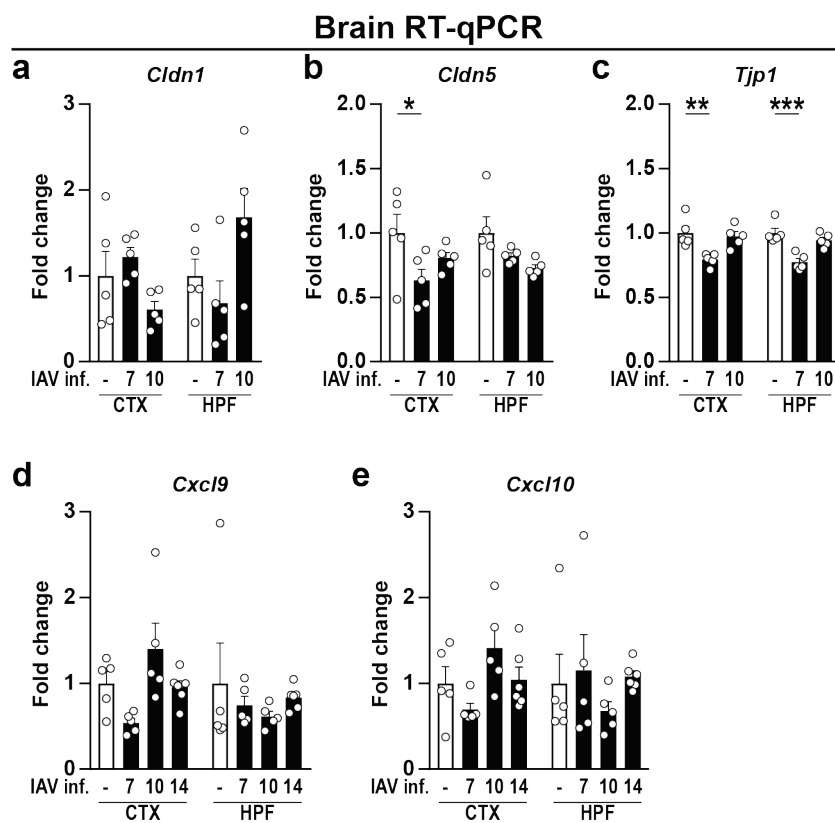 Brain RT-qPCR
a Cldn1 b Cldn5 c Tjp1
3 2.0 2.0
* ** ***
2 1.5 1.5
Fold change Fold change Fold change
1 1.0 1.0
0.5 0.5
0 0.0 0.0
IAV inf. - 7 10 - 7 10 IAV inf. - 7 10 - 7 10 IAV inf. - 7 10 - 7 10
CTX HPF CTX HPF CTX HPF
d Cxcl9 e Cxcl10
3 3
2 2
Fold change Fold change
1 1
0 0
IAV inf. - 7 10 14 - 7 10 14 IAV inf. - 7 10 14 - 7 10 14
CTX HPF CTX HPF